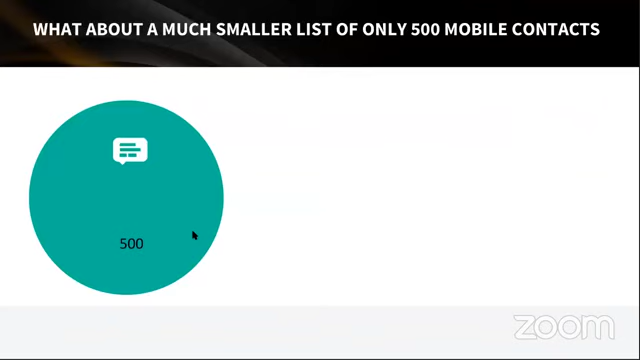 WHAT ABOUT A MUCH SMALLER LIST OF ONLY 500 MOBILE CONTACTS
500
zoom